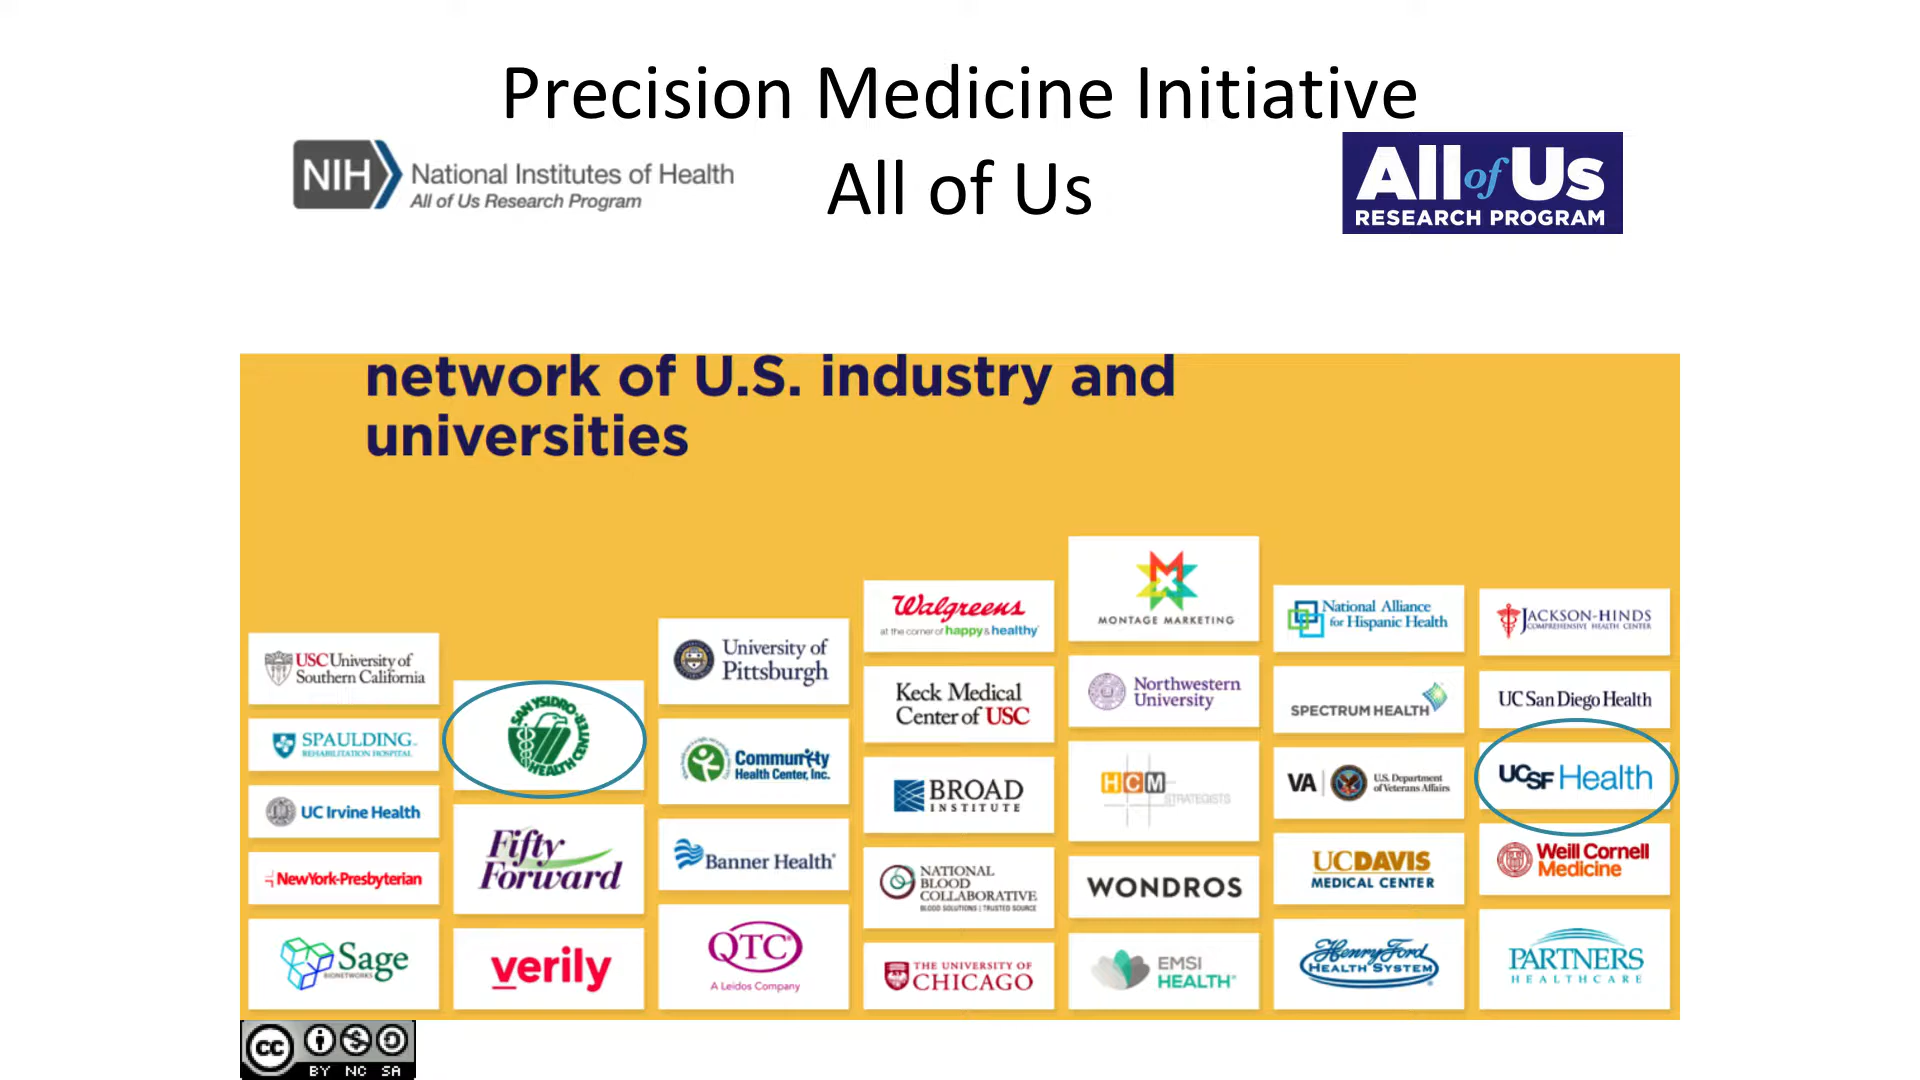 Precision Medicine Initiative
All of Us
NIH National Institutes of Health
All of Us Research Program
All of Us
RESEARCH PROGRAM
network of U.S. industry and
universities
USC University of
Southern California
SPAULDING™
REHABILITATION HOSPITAL
UC Irvine Health
NewYork-Presbyterian
Sage
BIONETWORKS
SAN YSIDRO
HEALTH CENTER
Fifty
Forward
verily
University of
Pittsburgh
Community
Health Center, Inc.
Banner Health®
QTC®
A Leidos Company
Walgreens
at the corner of happy & healthy®
Keck Medical
Center of USC
BROAD
INSTITUTE
NATIONAL
BLOOD
COLLABORATIVE
BLOOD SOLUTIONS | TRUSTED SOURCE
THE UNIVERSITY OF
CHICAGO
MONTAGE MARKETING
Northwestern
University
HCM
STRATEGISTS
WONDROS
EMSI
HEALTH®
National Alliance
for Hispanic Health
SPECTRUM HEALTH
VA | U.S. Department
of Veterans Affairs
UCDAVIS
MEDICAL CENTER
Henry Ford
HEALTH SYSTEM®
JACKSON-HINDS
COMPREHENSIVE HEALTH CENTER
UC San Diego Health
UCSF Health
Weill Cornell
Medicine
PARTNERS
HEALTHCARE
cc
BY NC SA